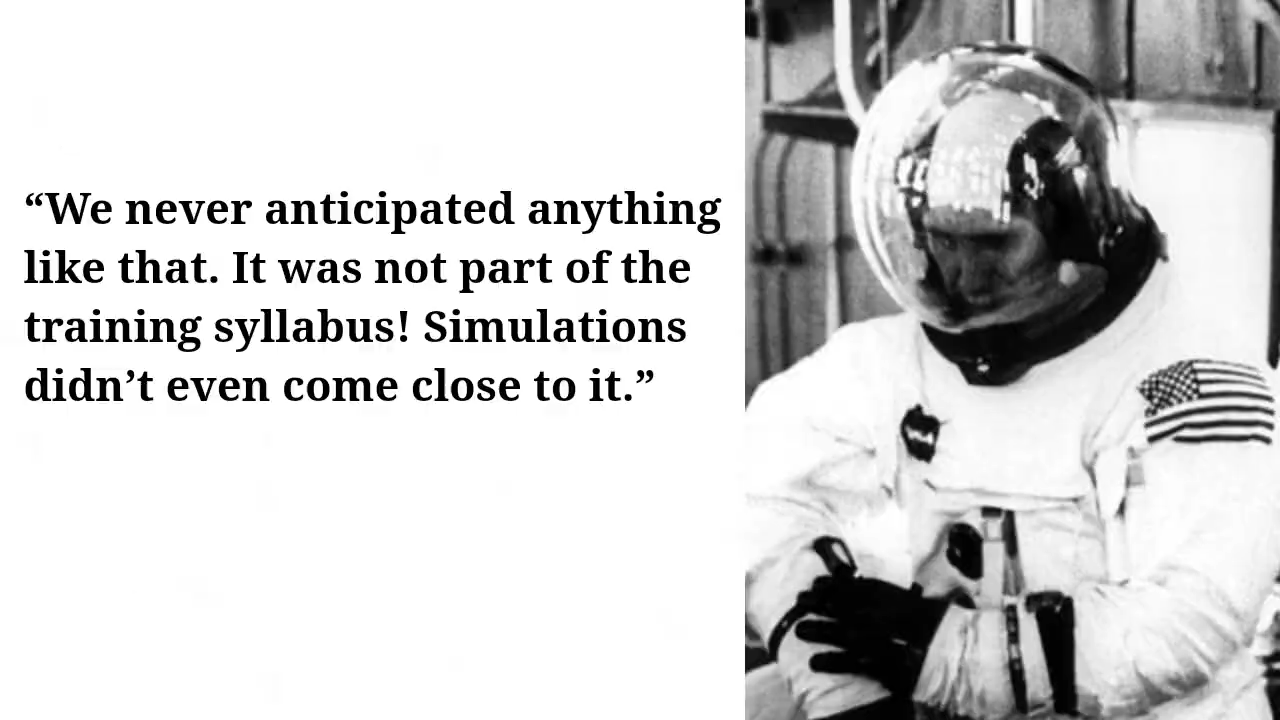 “We never anticipated anything
like that. It was not part of the
training syllabus! Simulations
didn’t even come close to it.”